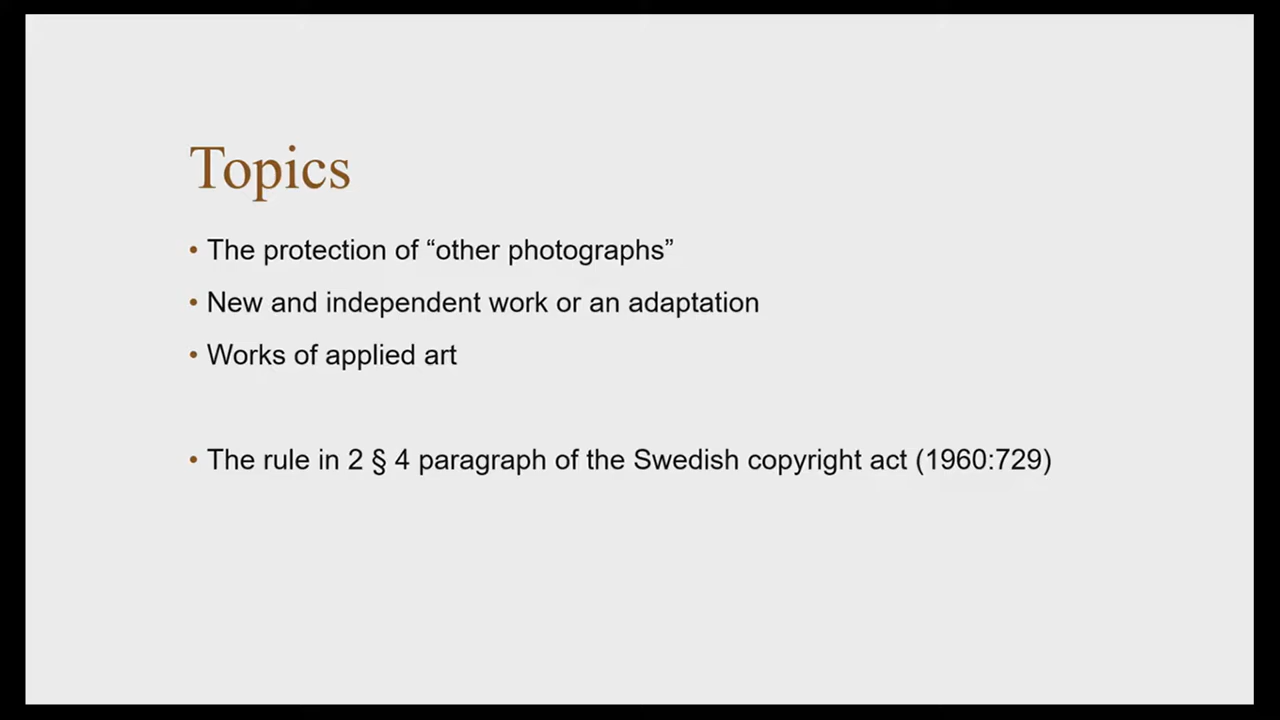 Topics
• The protection of “other photographs”
• New and independent work or an adaptation
• Works of applied art
• The rule in 2 § 4 paragraph of the Swedish copyright act (1960:729)